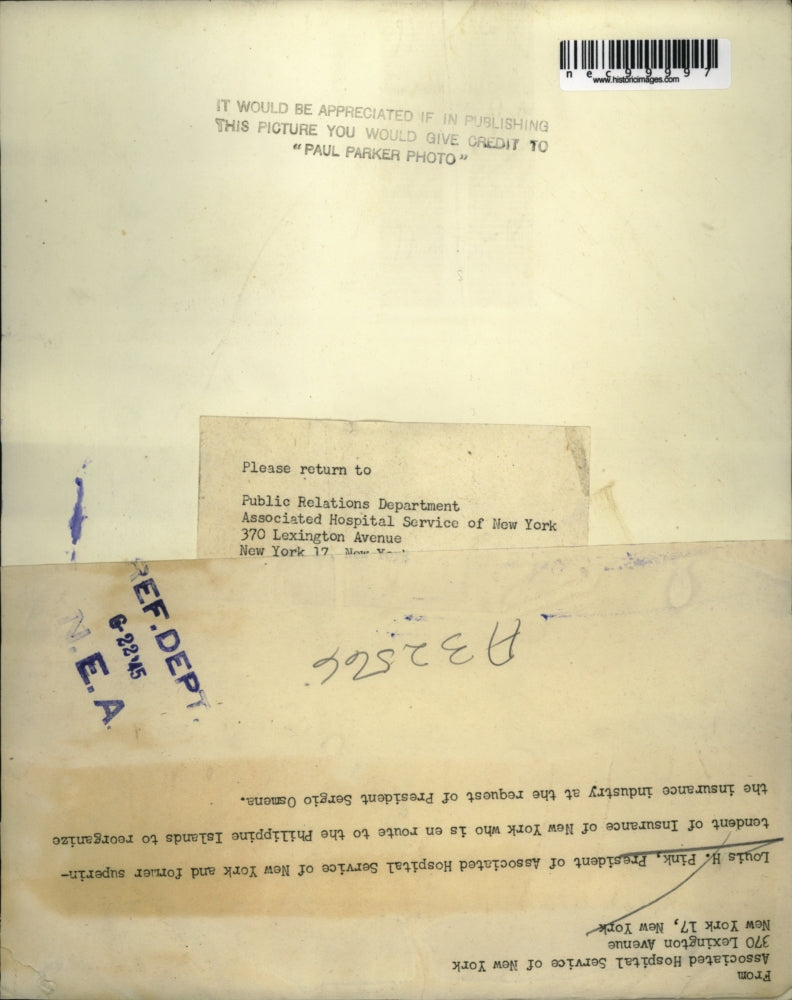 nec99997
www.historicimages.com
IT WOULD BE APPRECIATED IF IN PUBLISHING
THIS PICTURE YOU WOULD GIVE CREDIT TO
"PAUL PARKER PHOTO"
Please return to
Public Relations Department
Associated Hospital Service of New York
370 Lexington Avenue
New York 17, New
REF.DEPT.
6-22-45
N.E.A.
From
Associated Hospital Service of New York
370 Lexington Avenue
New York 17, New York
Louis H. Pink, President of Associated Hospital Service of New York and former superin-
tendent of Insurance of New York who is en route to the Philippine Islands to reorganize
the insurance industry at the request of President Sergio Osmena.